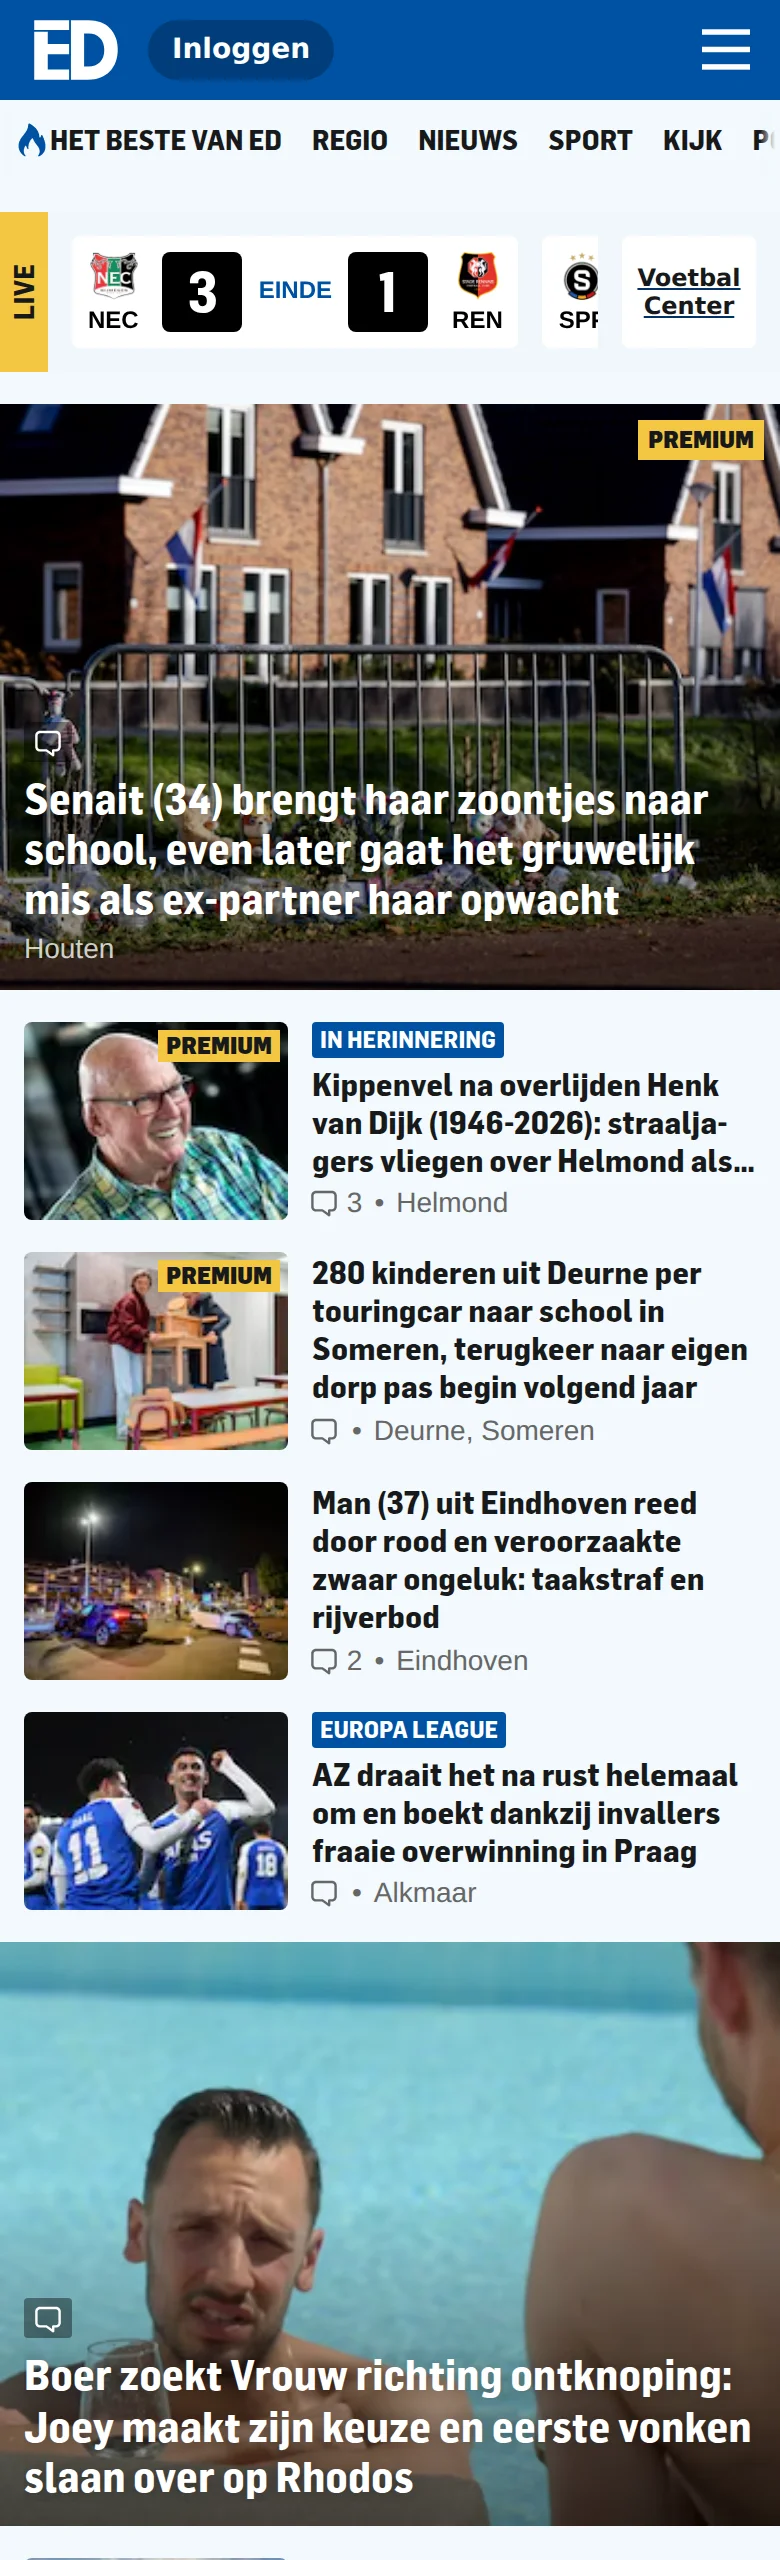 ED
Inloggen
HET BESTE VAN ED REGIO NIEUWS SPORT KIJK
LIVE
NEC
NEC 3 EINDE 1 REN
Voetbal
Center
PREMIUM
Senait (34) brengt haar zoontjes naar
school, even later gaat het gruwelijk
mis als ex-partner haar opwacht
Houten
PREMIUM
IN HERINNERING
Kippenvel na overlijden Henk
van Dijk (1946-2026): straalja-
gers vliegen over Helmond als...
3 • Helmond
PREMIUM
280 kinderen uit Deurne per
touringcar naar school in
Someren, terugkeer naar eigen
dorp pas begin volgend jaar
• Deurne, Someren
Man (37) uit Eindhoven reed
door rood en veroorzaakte
zwaar ongeluk: taakstraf en
rijverbod
2 • Eindhoven
11
18
EUROPA LEAGUE
AZ draait het na rust helemaal
om en boekt dankzij invallers
fraaie overwinning in Praag
• Alkmaar
Boer zoekt Vrouw richting ontknoping:
Joey maakt zijn keuze en eerste vonken
slaan over op Rhodos